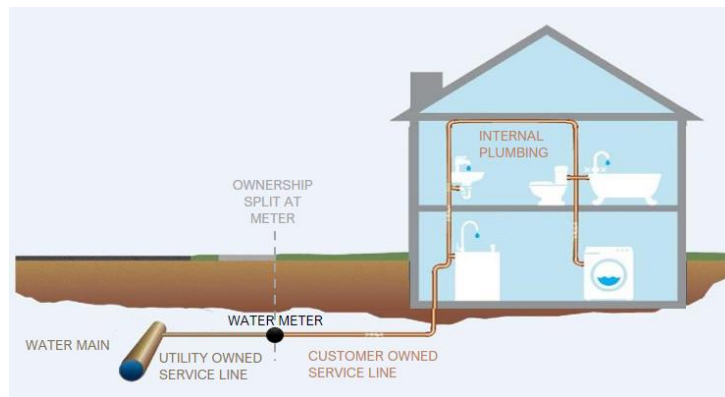 INTERNAL
PLUMBING
OWNERSHIP
SPLIT AT
METER
WATER METER
WATER MAIN
UTILITY OWNED
SERVICE LINE
CUSTOMER OWNED
SERVICE LINE